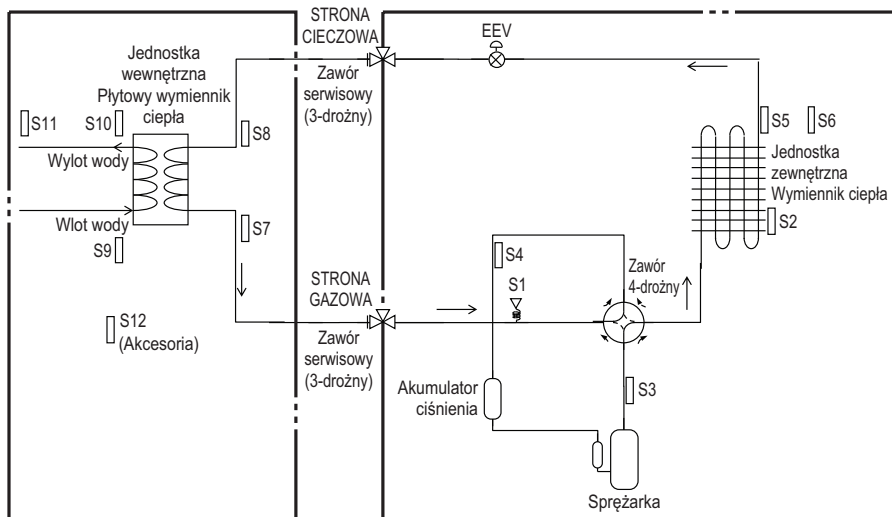 STRONA
CIECZOWA
EEV
Jednostka
wewnętrzna
Płytowy wymiennik
ciepła
Zawór
serwisowy
(3-drożny)
S11
S10
S8
S5
S6
Wylot wody
Jednostka
zewnętrzna
Wymiennik ciepła
Wlot wody
S7
S2
S9
S4
STRONA
GAZOWA
S1
Zawór
4-drożny
S12
(Akcesoria)
Zawór
serwisowy
(3-drożny)
Akumulator
ciśnienia
S3
Sprężarka